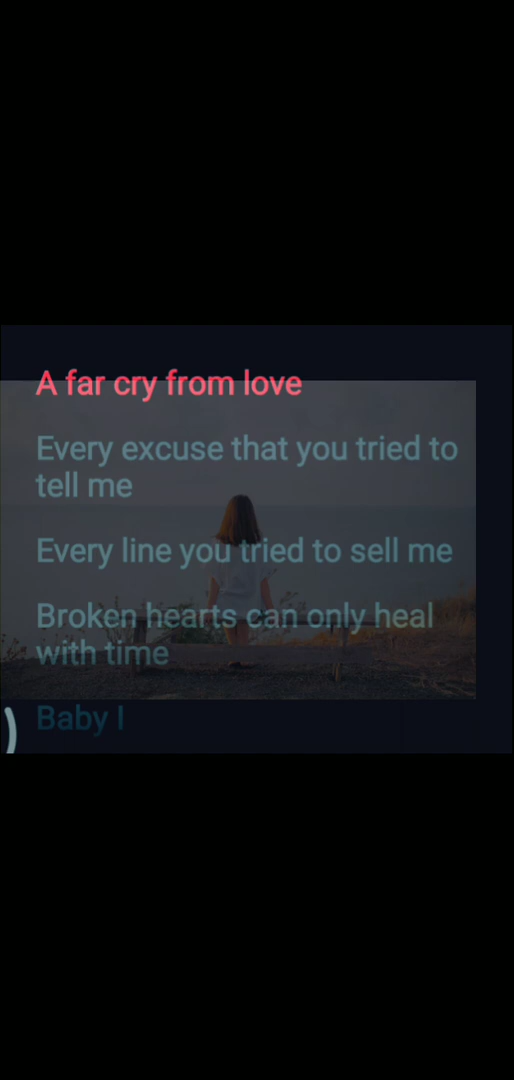 A far cry from love
Every excuse that you tried to
tell me
Every line you tried to sell me
Broken hearts can only heal
with time
Baby I